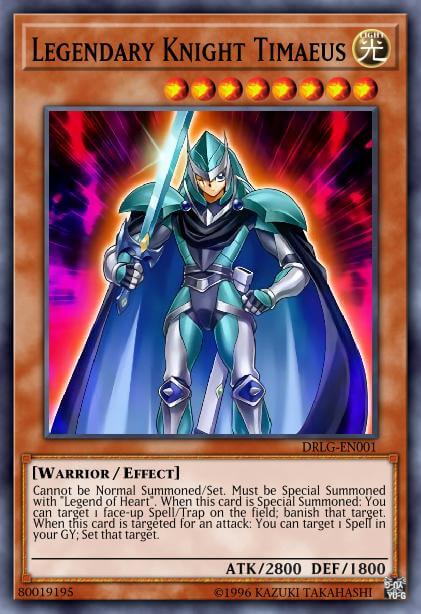 Legendary Knight Timaeus
LIGHT
光
DRLG-EN001
[Warrior / Effect]
Cannot be Normal Summoned/Set. Must be Special Summoned
with "Legend of Heart". When this card is Special Summoned: You
can target 1 face-up Spell/Trap on the field; banish that target.
When this card is targeted for an attack: You can target 1 Spell in
your GY; Set that target.
ATK/2800 DEF/1800
80019195
©1996 KAZUKI TAKAHASHI